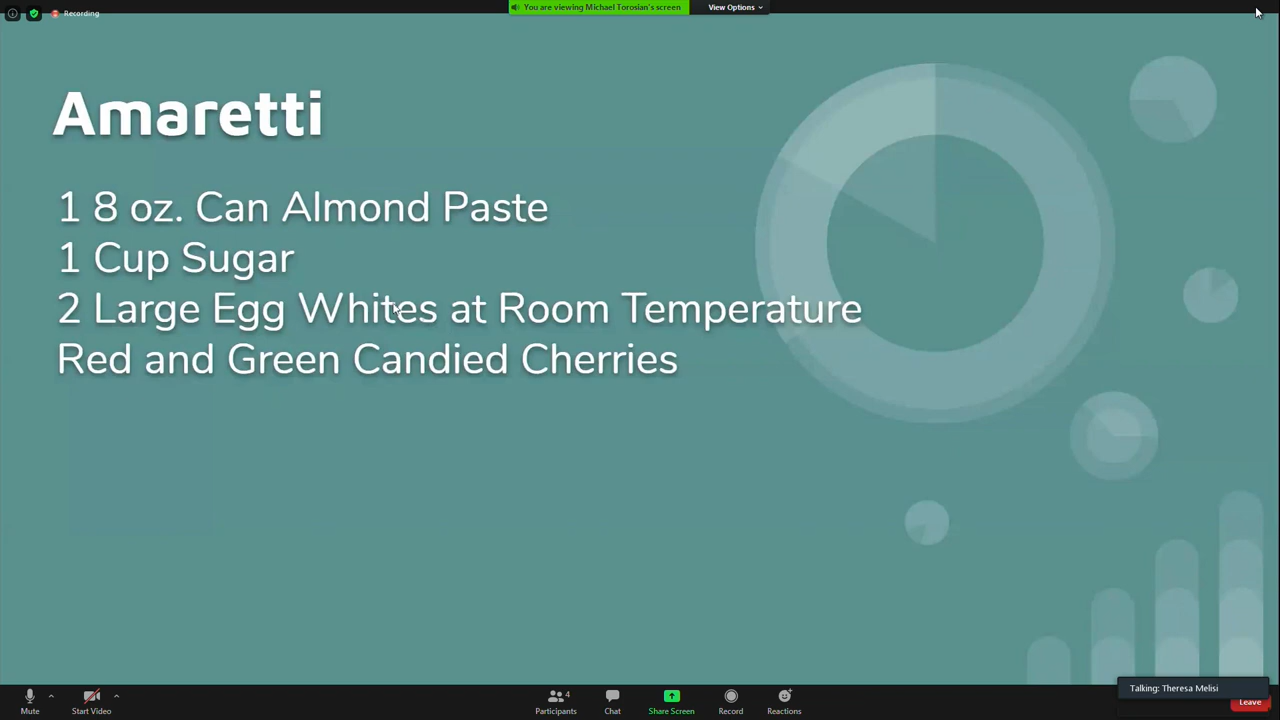 Recording
You are viewing Michael Torosian's screen
View Options
Amaretti
1 8 oz. Can Almond Paste
1 Cup Sugar
2 Large Egg Whites at Room Temperature
Red and Green Candied Cherries
Talking: Theresa Melisi
Mute
Start Video
Participants
4
Chat
Share Screen
Record
Reactions
Leave